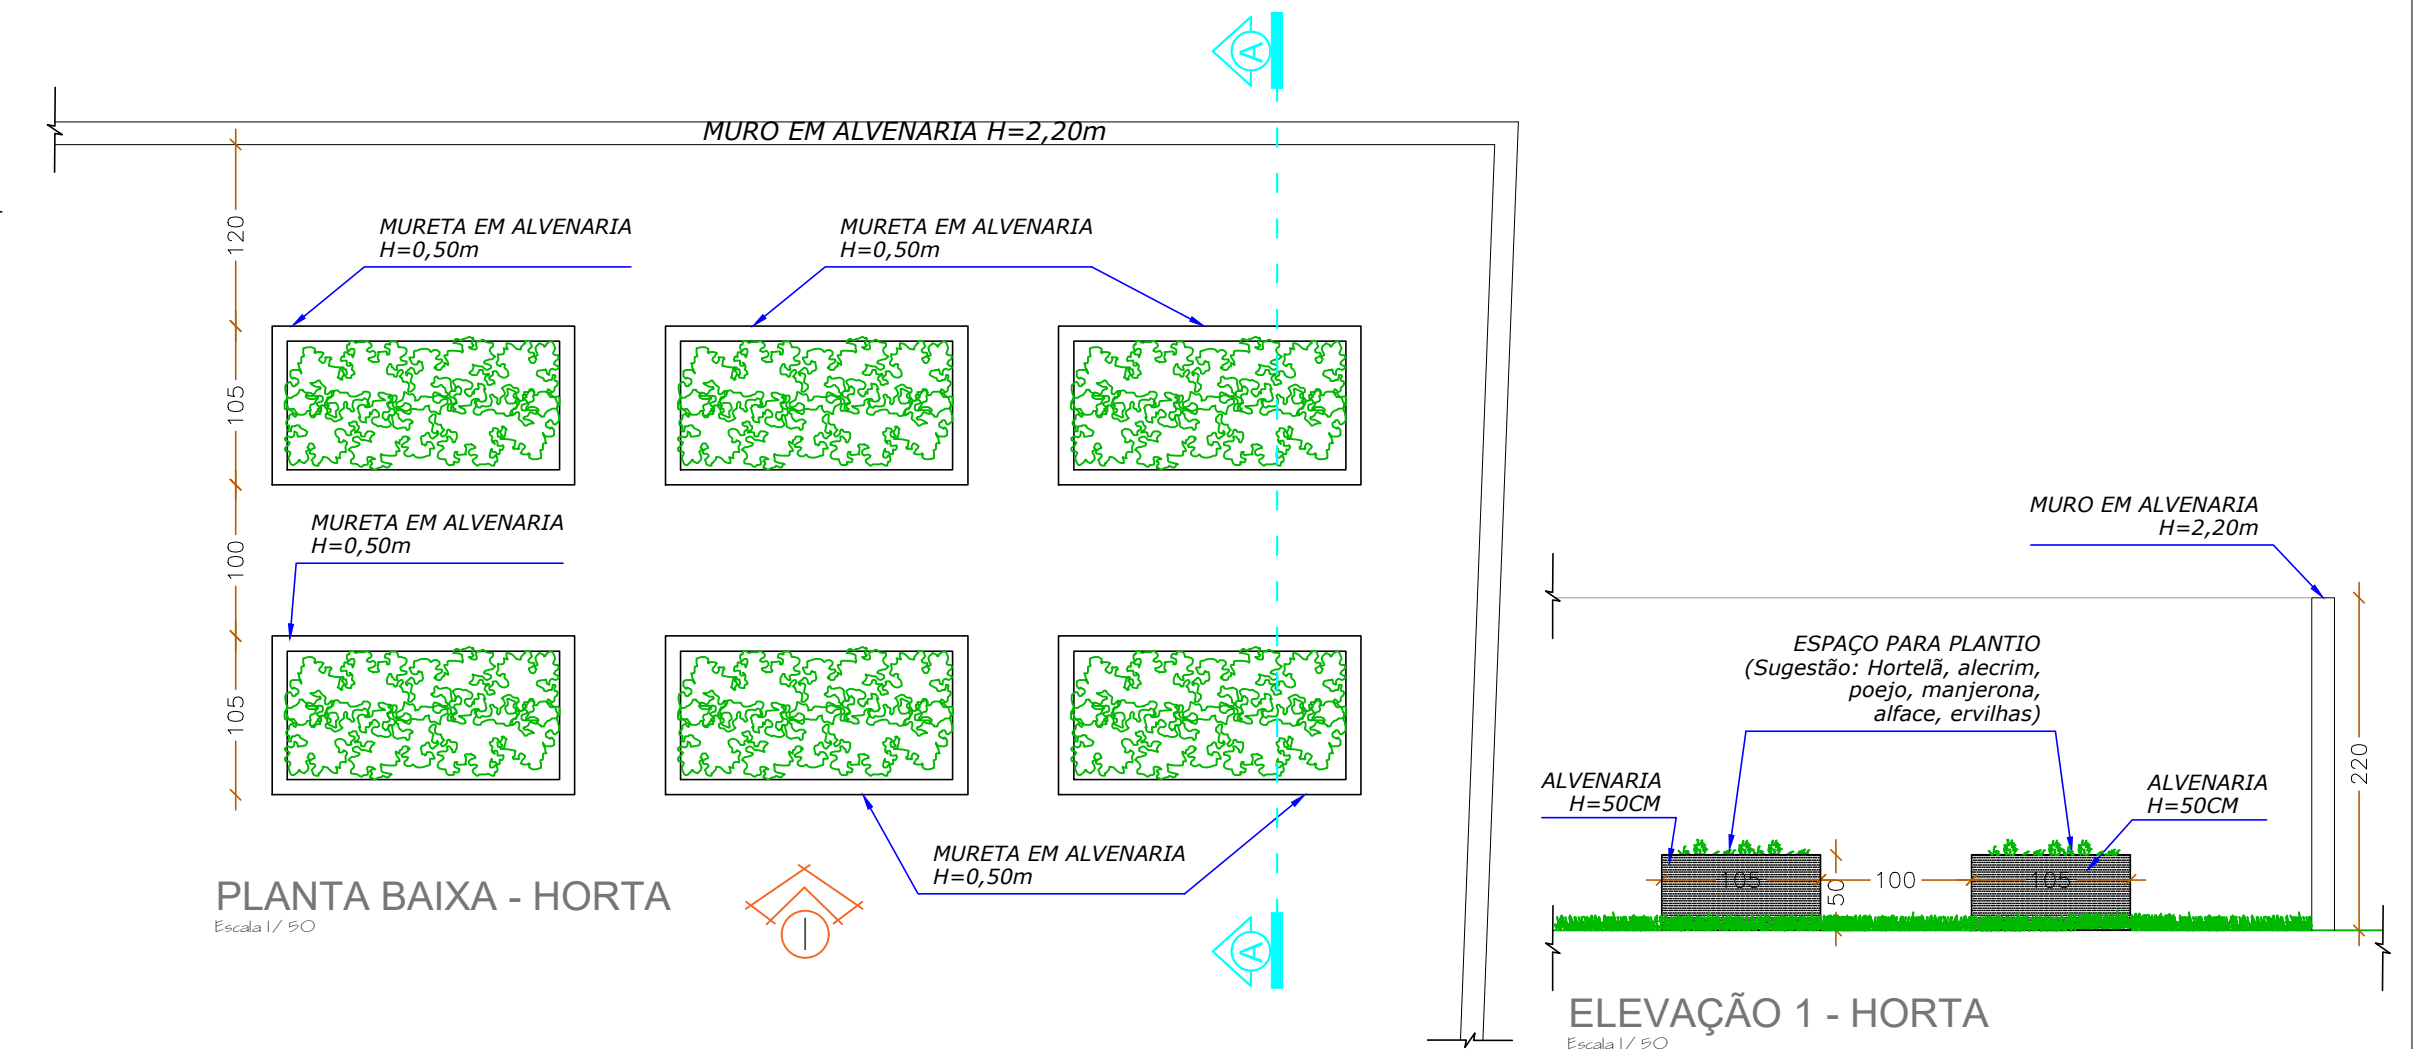 A
MURO EM ALVENARIA H=2,20m
MURETA EM ALVENARIA
H=0,50m
MURETA EM ALVENARIA
H=0,50m
120
105
100
105
MURETA EM ALVENARIA
H=0,50m
MURETA EM ALVENARIA
H=0,50m
PLANTA BAIXA - HORTA
Escala 1/ 50
1
A
MURO EM ALVENARIA
H=2,20m
ESPAÇO PARA PLANTIO
(Sugestão: Hortelã, alecrim,
poejo, manjerona,
alface, ervilhas)
ALVENARIA
H=50CM
ALVENARIA
H=50CM
105
50
100
105
220
ELEVAÇÃO 1 - HORTA
Escala 1/ 50